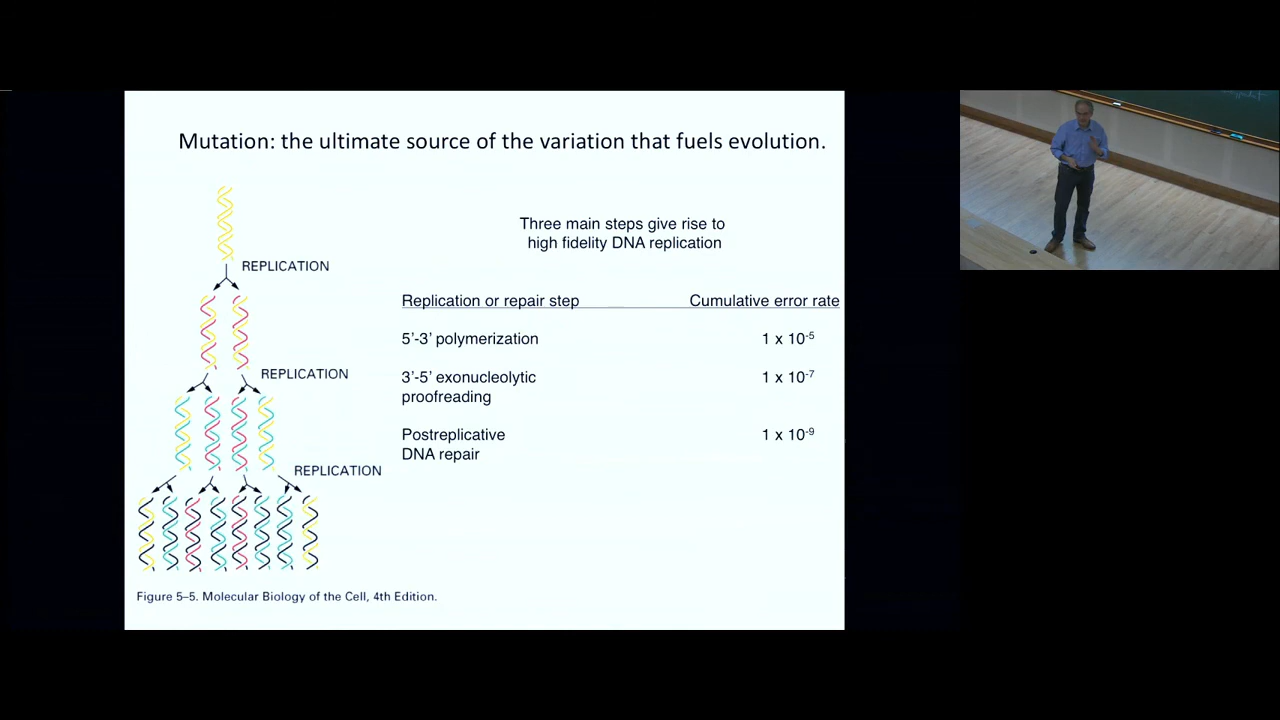 Mutation: the ultimate source of the variation that fuels evolution.
REPLICATION
REPLICATION
REPLICATION
Figure 5–5. Molecular Biology of the Cell, 4th Edition.
Three main steps give rise to
high fidelity DNA replication
Replication or repair step Cumulative error rate
5'-3' polymerization 1 x 10-5
3'-5' exonucleolytic 1 x 10-7
proofreading
Postreplicative 1 x 10-9
DNA repair